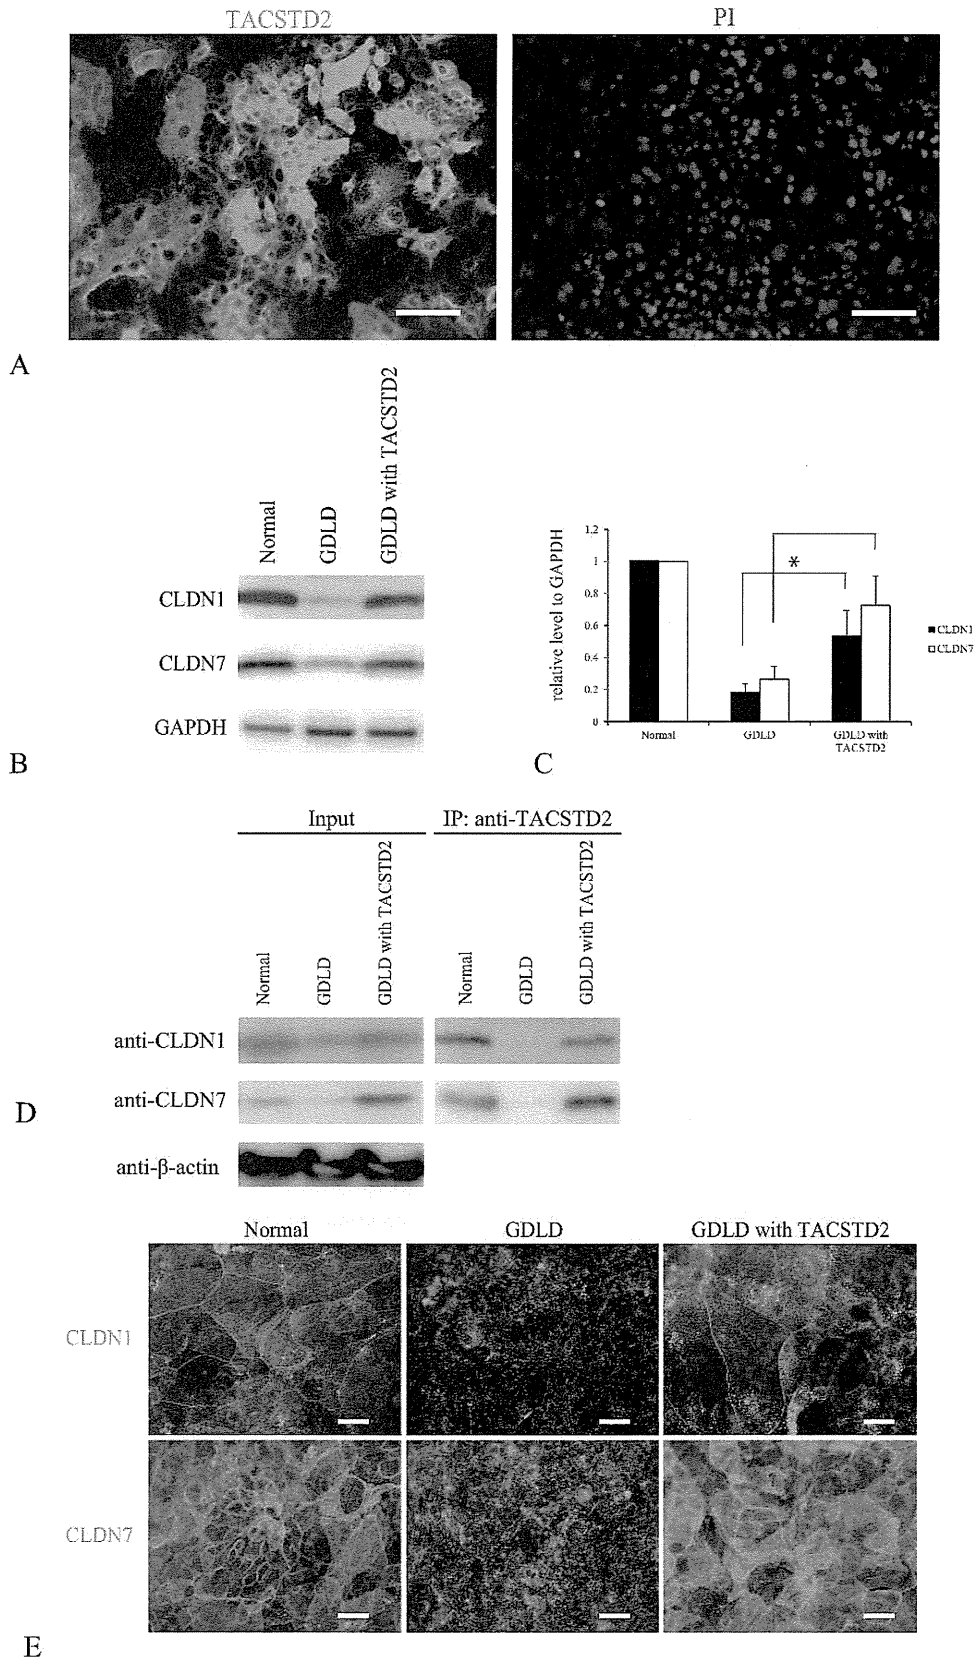 TACSTD2
PI
A
Normal
GDLD
GDLD with TACSTD2
CLDN1
CLDN7
GAPDH
B
relative level to GAPDH
1.2
1
0.8
0.6
0.4
0.2
0
*
Normal
GDLD
GDLD with
TACSTD2
CLDN1
CLDN7
C
Input
IP: anti-TACSTD2
Normal
GDLD
GDLD with TACSTD2
Normal
GDLD
GDLD with TACSTD2
anti-CLDN1
anti-CLDN7
anti-β-actin
D
Normal
GDLD
GDLD with TACSTD2
CLDN1
CLDN7
E